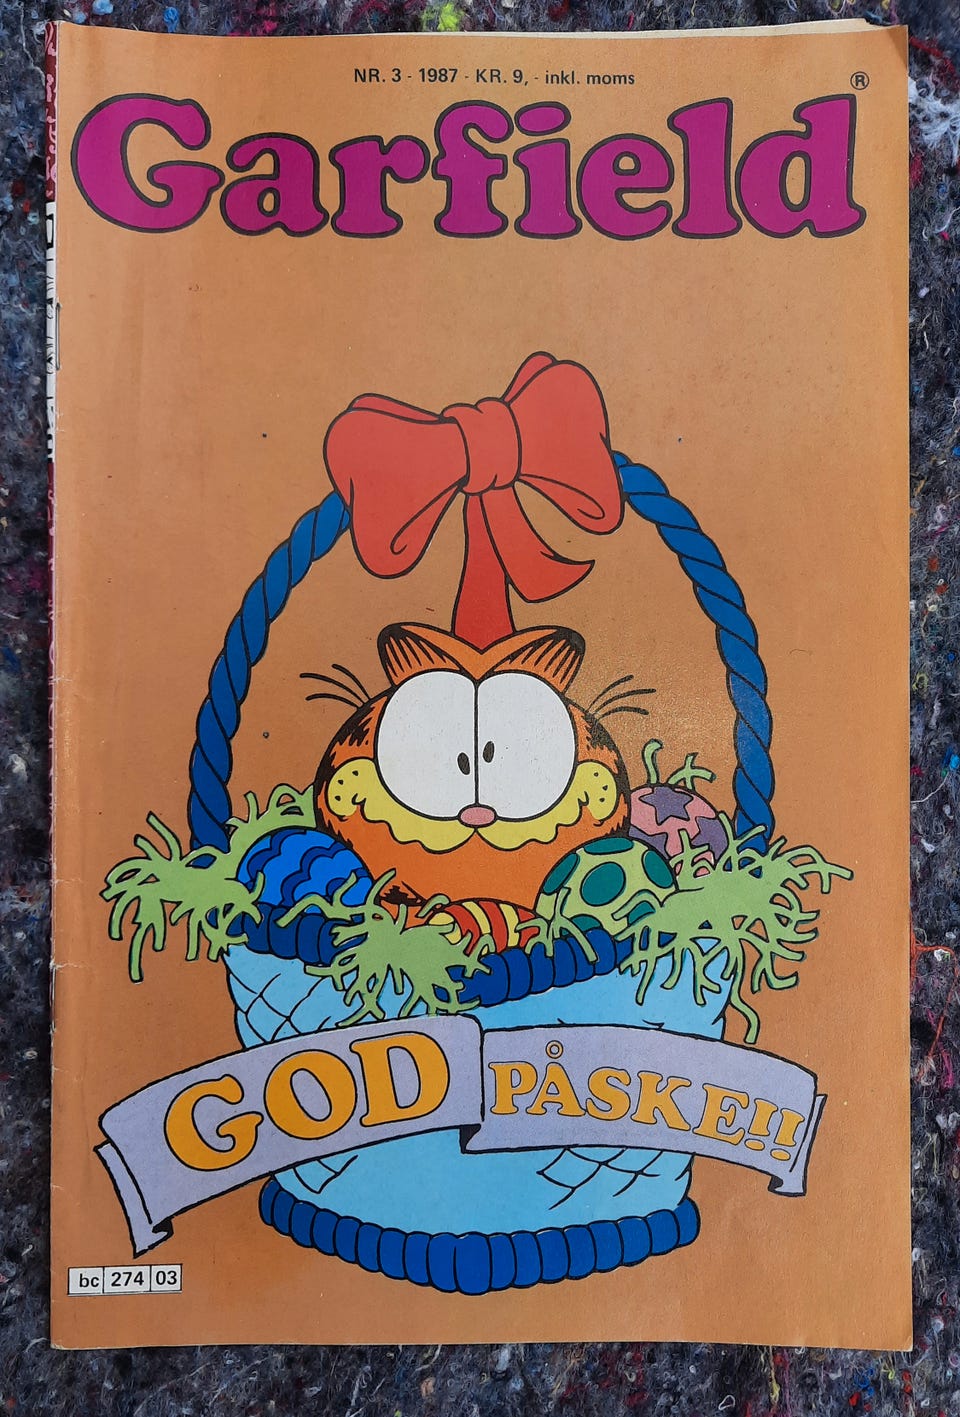 NR. 3 - 1987 - KR. 9,- inkl. moms
Garfield®
GOD PÅSKE!!
bc 274 03